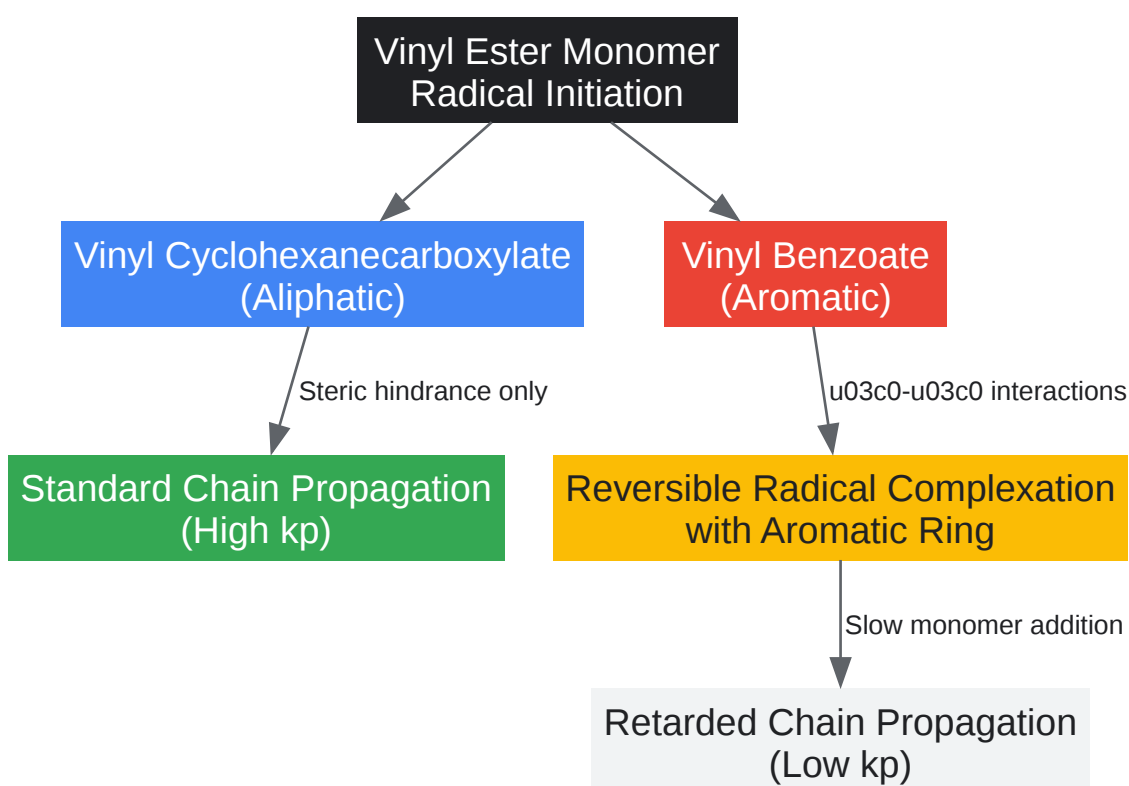 Vinyl Ester Monomer
Radical Initiation
Vinyl Cyclohexanecarboxylate
(Aliphatic)
Vinyl Benzoate
(Aromatic)
Steric hindrance only
u03c0-u03c0 interactions
Standard Chain Propagation
(High kp)
Reversible Radical Complexation
with Aromatic Ring
Slow monomer addition
Retarded Chain Propagation
(Low kp)